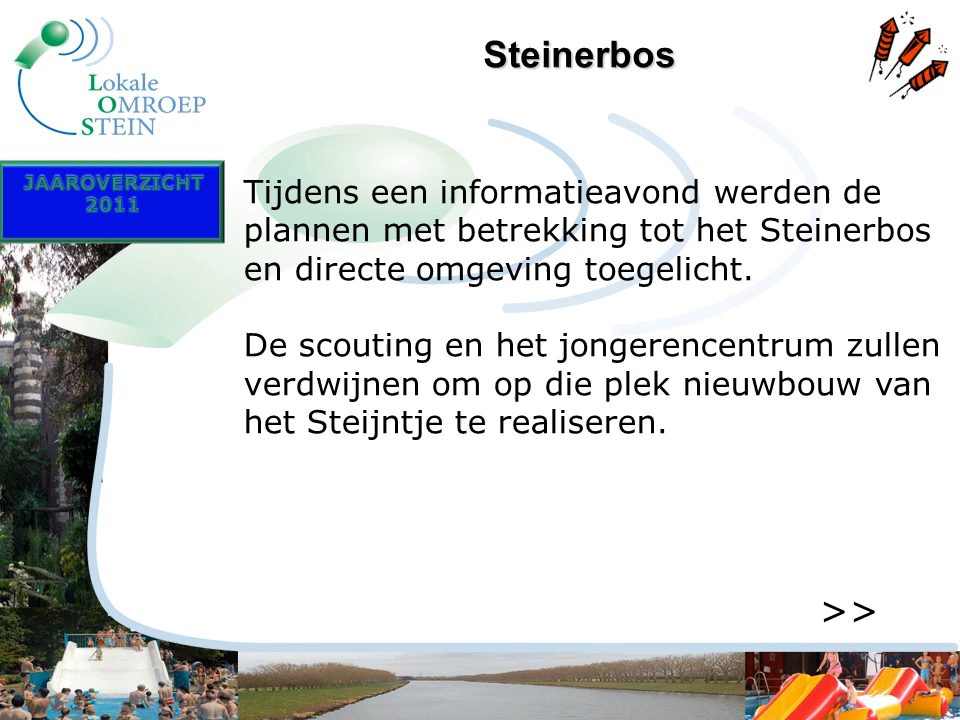 Steinerbos
Lokale
OMROEP
STEIN
JAAROVERZICHT
2011
Tijdens een informatieavond werden de
plannen met betrekking tot het Steinerbos
en directe omgeving toegelicht.
De scouting en het jongerencentrum zullen
verdwijnen om op die plek nieuwbouw van
het Steijntje te realiseren.
>>